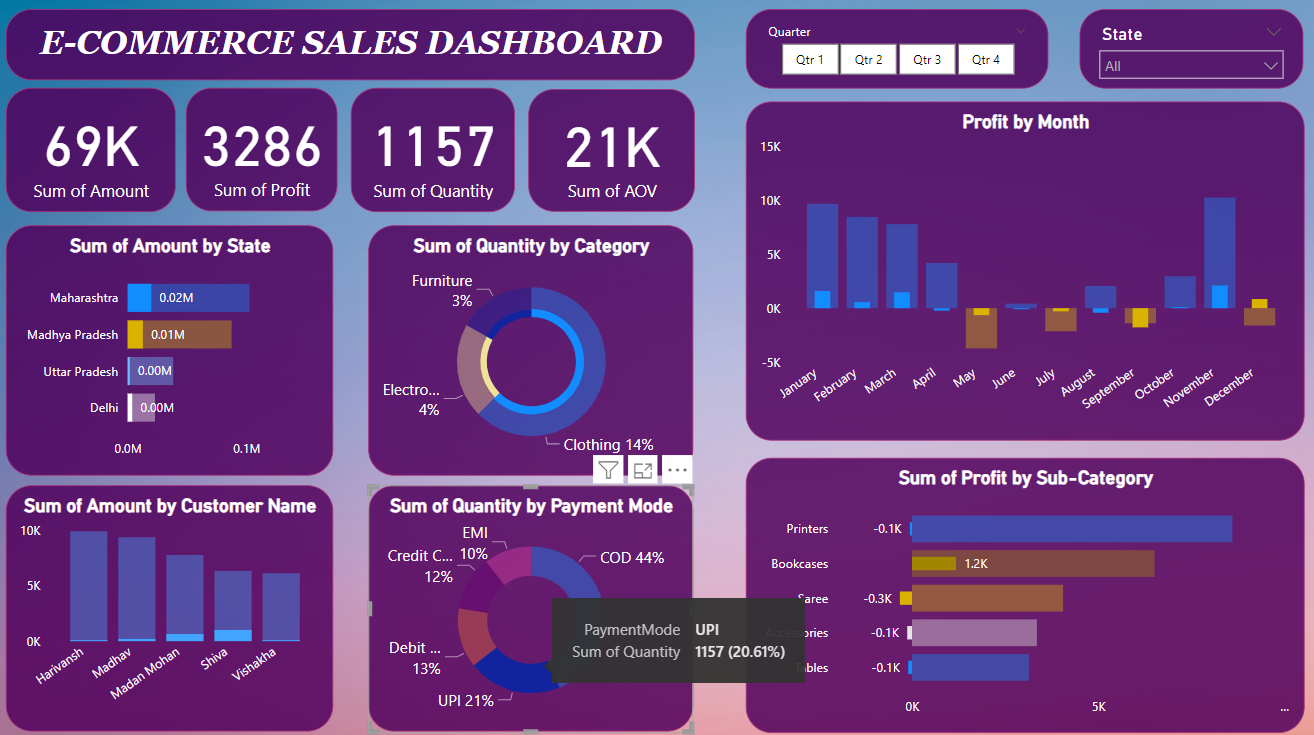 E-COMMERCE SALES DASHBOARD
Quarter
Qtr 1 Qtr 2 Qtr 3 Qtr 4
State
All
69K
Sum of Amount
3286
Sum of Profit
1157
Sum of Quantity
21K
Sum of AOV
Sum of Amount by State
Maharashtra 0.02M
Madhya Pradesh 0.01M
Uttar Pradesh 0.00M
Delhi 0.00M
0.0M 0.1M
Sum of Quantity by Category
Furniture
3%
Electro...
4%
Clothing 14%
Profit by Month
15K
10K
5K
0K
-5K
January February March April May June July August September October November December
Sum of Amount by Customer Name
10K
5K
0K
Harivansh Madhav Madan Mohan Shiva Vishakha
Sum of Quantity by Payment Mode
EMI
10%
Credit C...
12%
COD 44%
Debit ...
13%
UPI 21%
PaymentMode UPI
Sum of Quantity 1157 (20.61%)
Sum of Profit by Sub-Category
Printers -0.1K
Bookcases 1.2K
Saree -0.3K
Accessories -0.1K
Tables -0.1K
0K 5K ...